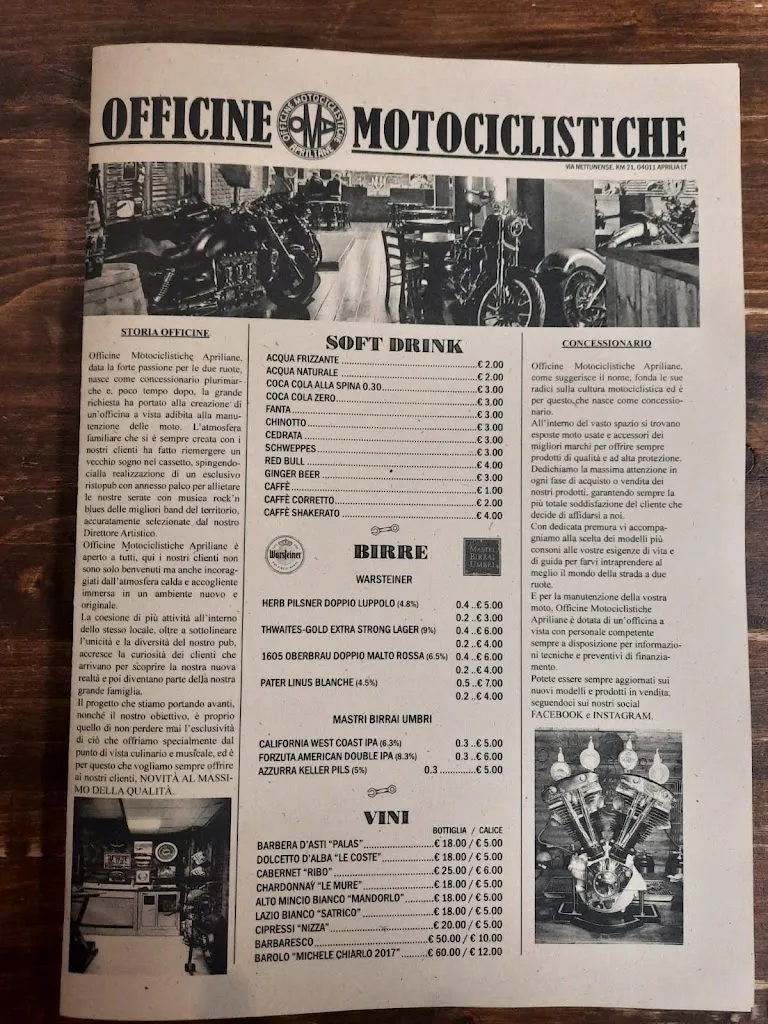 OFFICINE MOTOCICLISTICHE
OFFICINE MOTOCICLISTICHE
OMA
APRILIANE
VIA NETTUNENSE, KM 21, 04011 APRILIA LT
STORIA OFFICINE
Officine Motociclistiche Apriliane,
data la forte passione per le due ruote,
nasce come concessionario plurimar-
che e, poco tempo dopo, la grande
richiesta ha portato alla creazione di
un'officina a vista adibita alla manu-
tenzione delle moto. L'atmosfera
familiare che si è sempre creata con i
nostri clienti ha fatto riemergere un
vecchio sogno nel cassetto, spingendo-
cialla realizzazione di un esclusivo
ristopub con annesso palco per allietare
le nostre serate con musica rock'n
blues delle migliori band del territorio,
accuratamente selezionate dal nostro
Direttore Artistico.
Officine Motociclistiche Apriliane è
aperto a tutti, qui i nostri clienti non
sono solo benvenuti ma anche incorag-
giati dall'atmosfera calda e accogliente
immersa in un ambiente nuovo e
originale.
La coesione di più attività all'interno
dello stesso locale, oltre a sottolineare
l'unicità e la diversità del nostro pub,
accresce la curiosità dei clienti che
arrivano per scoprire la nostra nuova
realtà e poi diventano parte della nostra
grande famiglia.
Il progetto che stiamo portando avanti,
nonché il nostro obiettivo, è proprio
quello di non perdere mai l'esclusività
di ciò che offriamo specialmente dal
punto di vista culinario e musicale, ed è
per questo che vogliamo sempre offrire
ai nostri clienti, NOVITÀ AL MASSI-
MO DELLA QUALITÀ.
SOFT DRINK
ACQUA FRIZZANTE ........ € 2.00
ACQUA NATURALE ........ € 2.00
COCA COLA ALLA SPINA 0.30 ........ € 3.00
COCA COLA ZERO ........ € 3.00
FANTA ........ € 3.00
CHINOTTO ........ € 3.00
CEDRATA ........ € 3.00
SCHWEPPES ........ € 3.00
RED BULL ........ € 4.00
GINGER BEER ........ € 3.00
CAFFÈ ........ € 1.00
CAFFÈ CORRETTO ........ € 2.00
CAFFÈ SHAKERATO ........ € 4.00
Warsteiner
BIRRE
MASTRI BIRRAI UMBRI
WARSTEINER
HERB PILSNER DOPPIO LUPPOLO (4.8%) 0.4 ..€ 5.00
0.2 ..€ 3.00
THWAITES-GOLD EXTRA STRONG LAGER (9%) 0.4 ..€ 6.00
0.2 ..€ 4.00
1605 OBERBRAU DOPPIO MALTO ROSSA (6.5%) 0.4 ..€ 6.00
0.2 ..€ 4.00
PATER LINUS BLANCHE (4.5%) 0.5 ..€ 7.00
0.2 ..€ 4.00
MASTRI BIRRAI UMBRI
CALIFORNIA WEST COAST IPA (6.3%) 0.3 ..€ 5.00
FORZUTA AMERICAN DOUBLE IPA (8.3%) 0.3 ..€ 6.00
AZZURRA KELLER PILS (5%) 0.3 .............€ 5.00
VINI
BOTTIGLIA / CALICE
BARBERA D'ASTI "PALAS" ........ € 18.00 / € 5.00
DOLCETTO D'ALBA "LE COSTE" ........ € 18.00 / € 5.00
CABERNET "RIBO" ........ € 25.00 / € 6.00
CHARDONNAY "LE MURE" ........ € 18.00 / € 5.00
ALTO MINCIO BIANCO "MANDORLO" ........ € 18.00 / € 5.00
LAZIO BIANCO "SATRICO" ........ € 18.00 / € 5.00
CIPRESSI "NIZZA" ........ € 20.00 / € 5.00
BARBARESCO ........ € 50.00 / € 10.00
BAROLO "MICHELE CHIARLO 2017" ........ € 60.00 / € 12.00
CONCESSIONARIO
Officine Motociclistiche Apriliane,
come suggerisce il nome, fonda le sue
radici sulla cultura motociclistica ed è
per questo che nasce come concessio-
nario.
All'interno del vasto spazio si trovano
esposte moto usate e accessori dei
migliori marchi per offrire sempre
prodotti di qualità e ad alta protezione.
Dedichiamo la massima attenzione in
ogni fase di acquisto o vendita dei
nostri prodotti, garantendo sempre la
più totale soddisfazione del cliente che
decide di affidarsi a noi.
Con dedicata premura vi accompa-
gniamo alla scelta dei modelli più
consoni alle vostre esigenze di vita e
di guida per farvi intraprendere al
meglio il mondo della strada a due
ruote.
E per la manutenzione della vostra
moto, Officine Motociclistiche
Apriliane è dotata di un'officina a
vista con personale competente
sempre a disposizione per informazio-
ni tecniche e preventivi di finanzia-
mento.
Potete essere sempre aggiornati sui
nuovi modelli e prodotti in vendita,
seguendoci sui nostri social
FACEBOOK e INSTAGRAM.